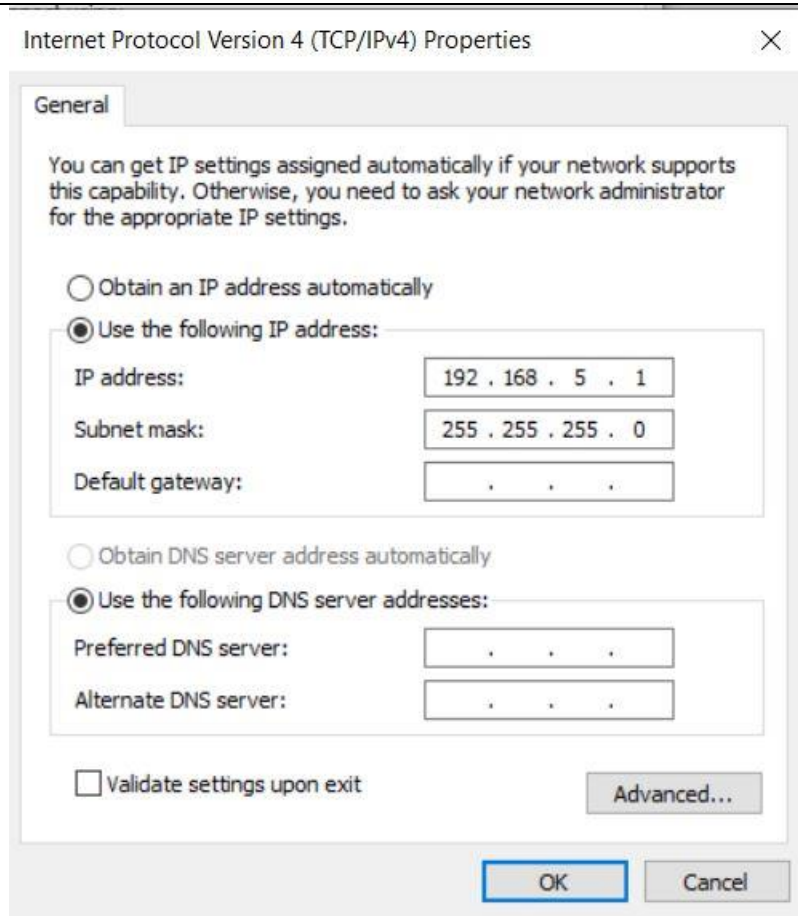 Internet Protocol Version 4 (TCP/IPv4) Properties
General
You can get IP settings assigned automatically if your network supports
this capability. Otherwise, you need to ask your network administrator
for the appropriate IP settings.
Obtain an IP address automatically
Use the following IP address:
IP address: 192 . 168 . 5 . 1
Subnet mask: 255 . 255 . 255 . 0
Default gateway: . . .
Obtain DNS server address automatically
Use the following DNS server addresses:
Preferred DNS server: . . .
Alternate DNS server: . . .
Validate settings upon exit
Advanced...
OK Cancel